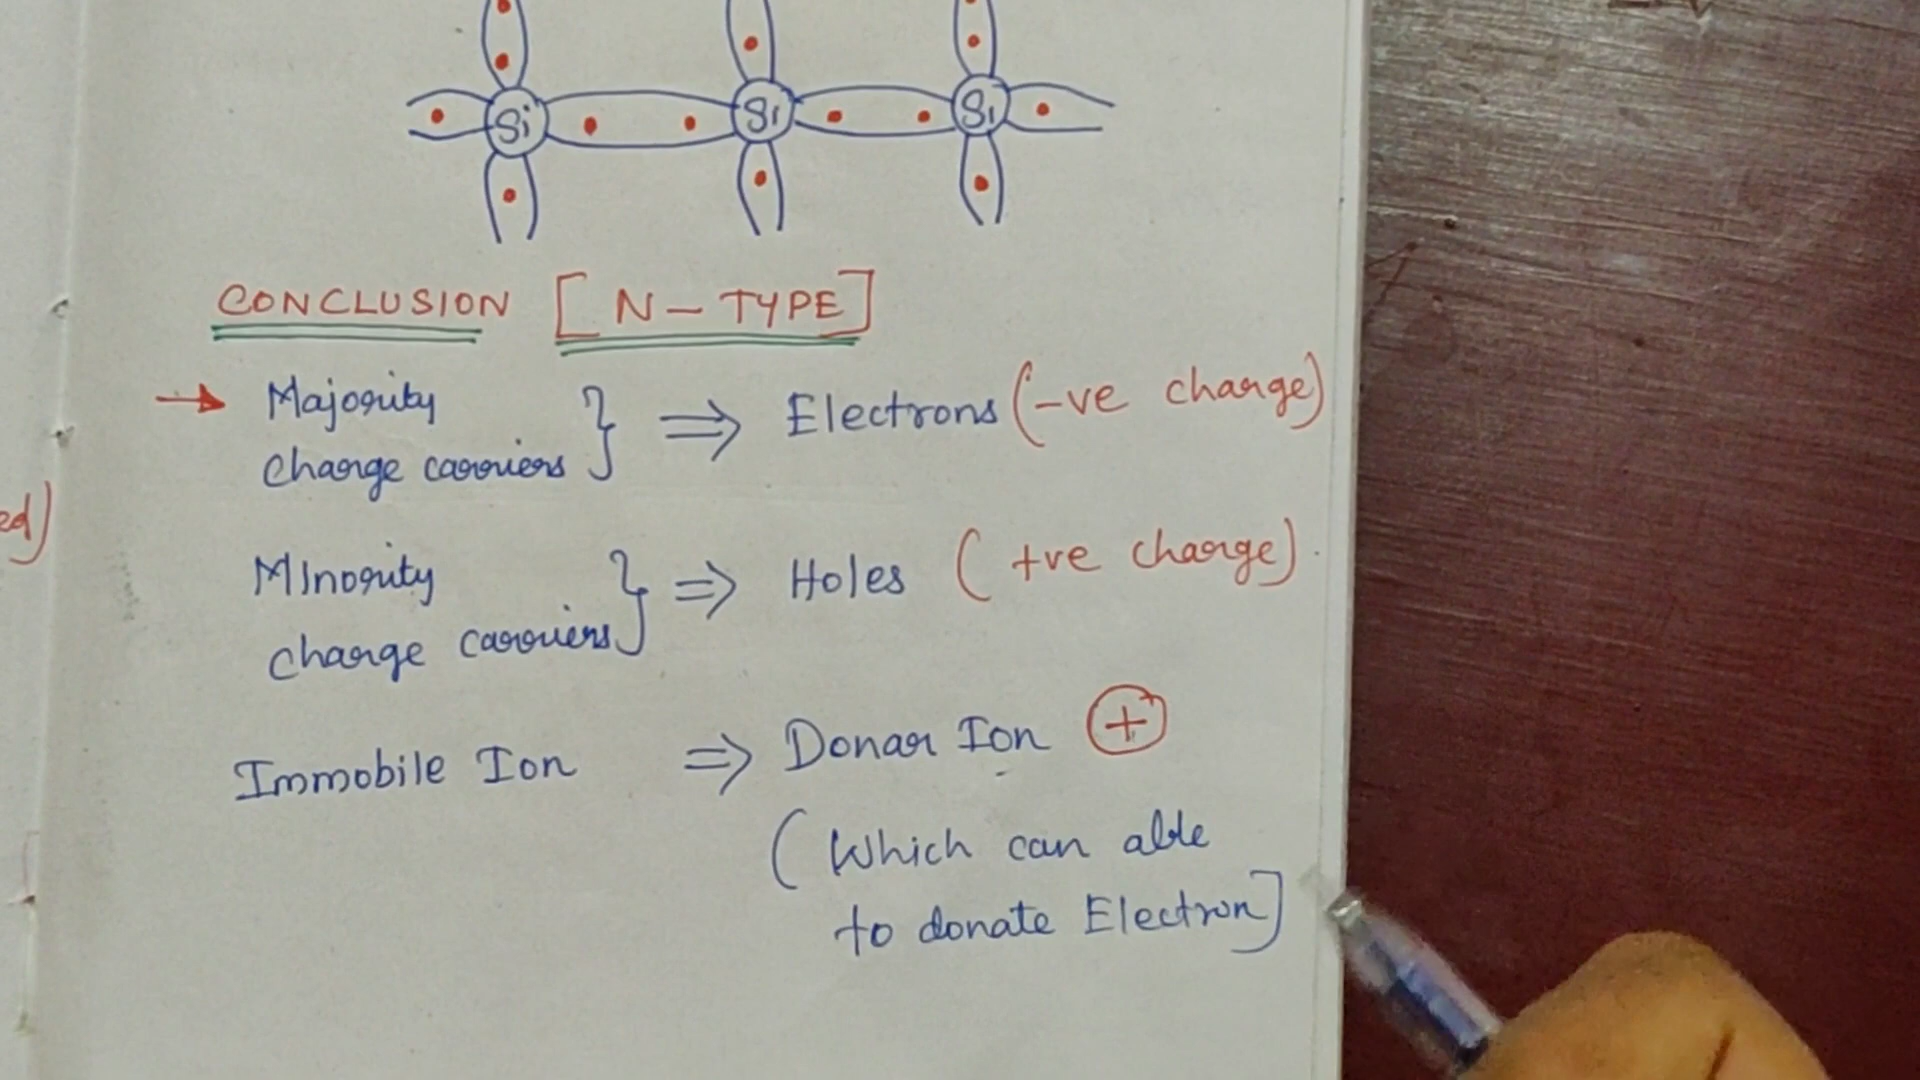 Si Si Si
CONCLUSION [N-TYPE]
→ Majority } ⇒ Electrons (-ve charge)
charge carriers
ed)
Minority } ⇒ Holes (+ve charge)
charge carriers
Immobile Ion ⇒ Donar Ion ⊕
(Which can able
to donate Electron]